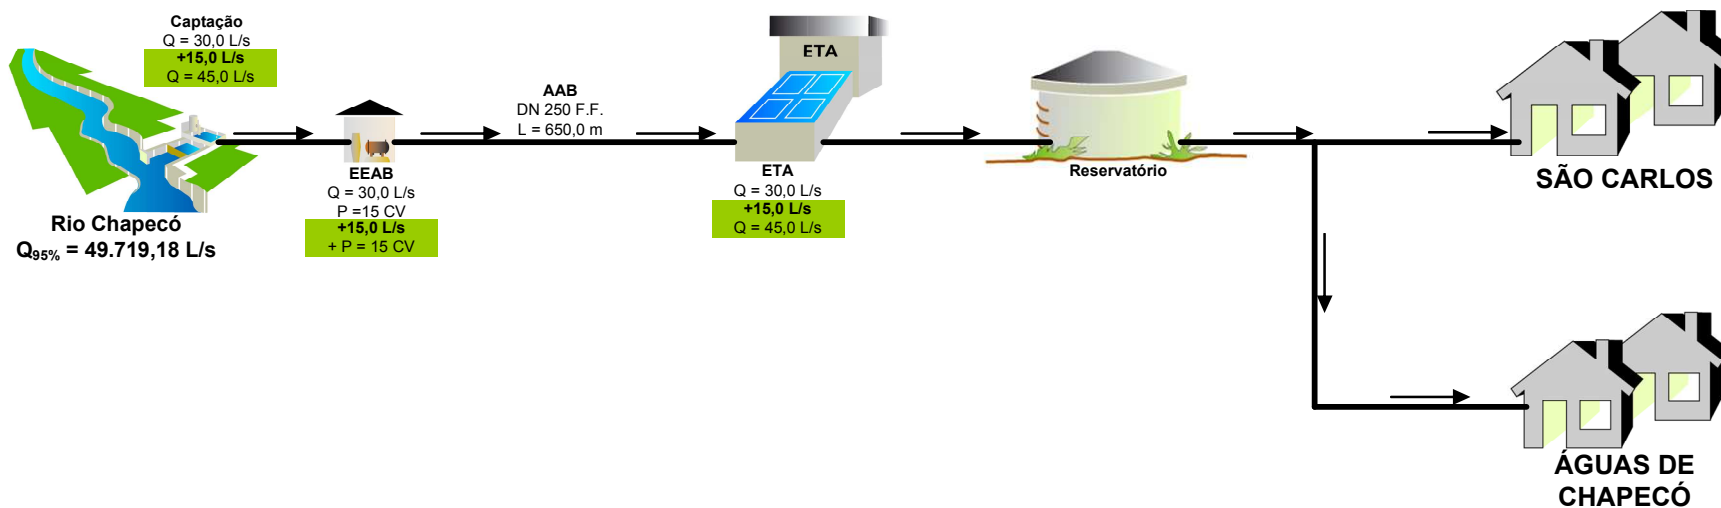 Captação
Q = 30,0 L/s
+15,0 L/s
Q = 45,0 L/s
Rio Chapecó
Q95% = 49.719,18 L/s
EEAB
Q = 30,0 L/s
P =15 CV
+15,0 L/s
+ P = 15 CV
AAB
DN 250 F.F.
L = 650,0 m
ETA
ETA
Q = 30,0 L/s
+15,0 L/s
Q = 45,0 L/s
Reservatório
SÃO CARLOS
ÁGUAS DE
CHAPECÓ